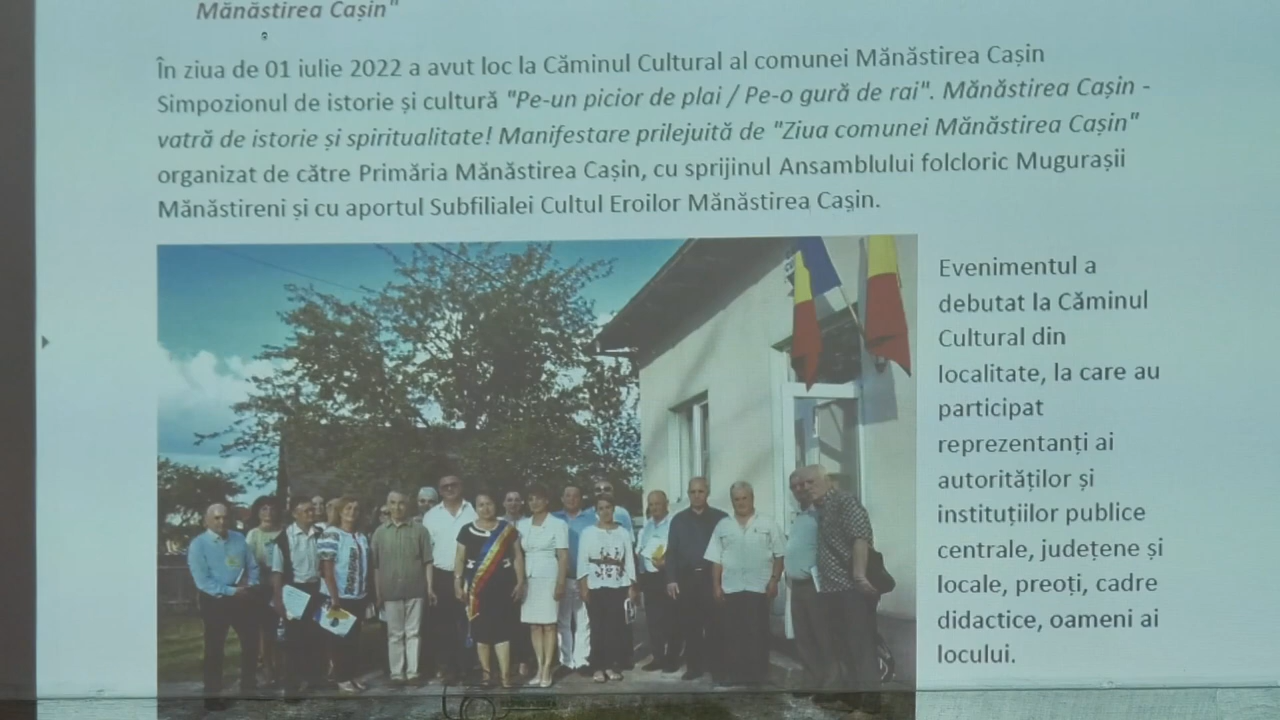 Mănăstirea Cașin"
În ziua de 01 iulie 2022 a avut loc la Căminul Cultural al comunei Mănăstirea Cașin
Simpozionul de istorie și cultură "Pe-un picior de plai / Pe-o gură de rai". Mănăstirea Cașin -
vatră de istorie și spiritualitate! Manifestare prilejuită de "Ziua comunei Mănăstirea Cașin"
organizat de către Primăria Mănăstirea Cașin, cu sprijinul Ansamblului folcloric Mugurașii
Mănăstireni și cu aportul Subfilialei Cultul Eroilor Mănăstirea Cașin.
Evenimentul a
debutat la Căminul
Cultural din
localitate, la care au
participat
reprezentanți ai
autorităților și
instituțiilor publice
centrale, județene și
locale, preoți, cadre
didactice, oameni ai
locului.